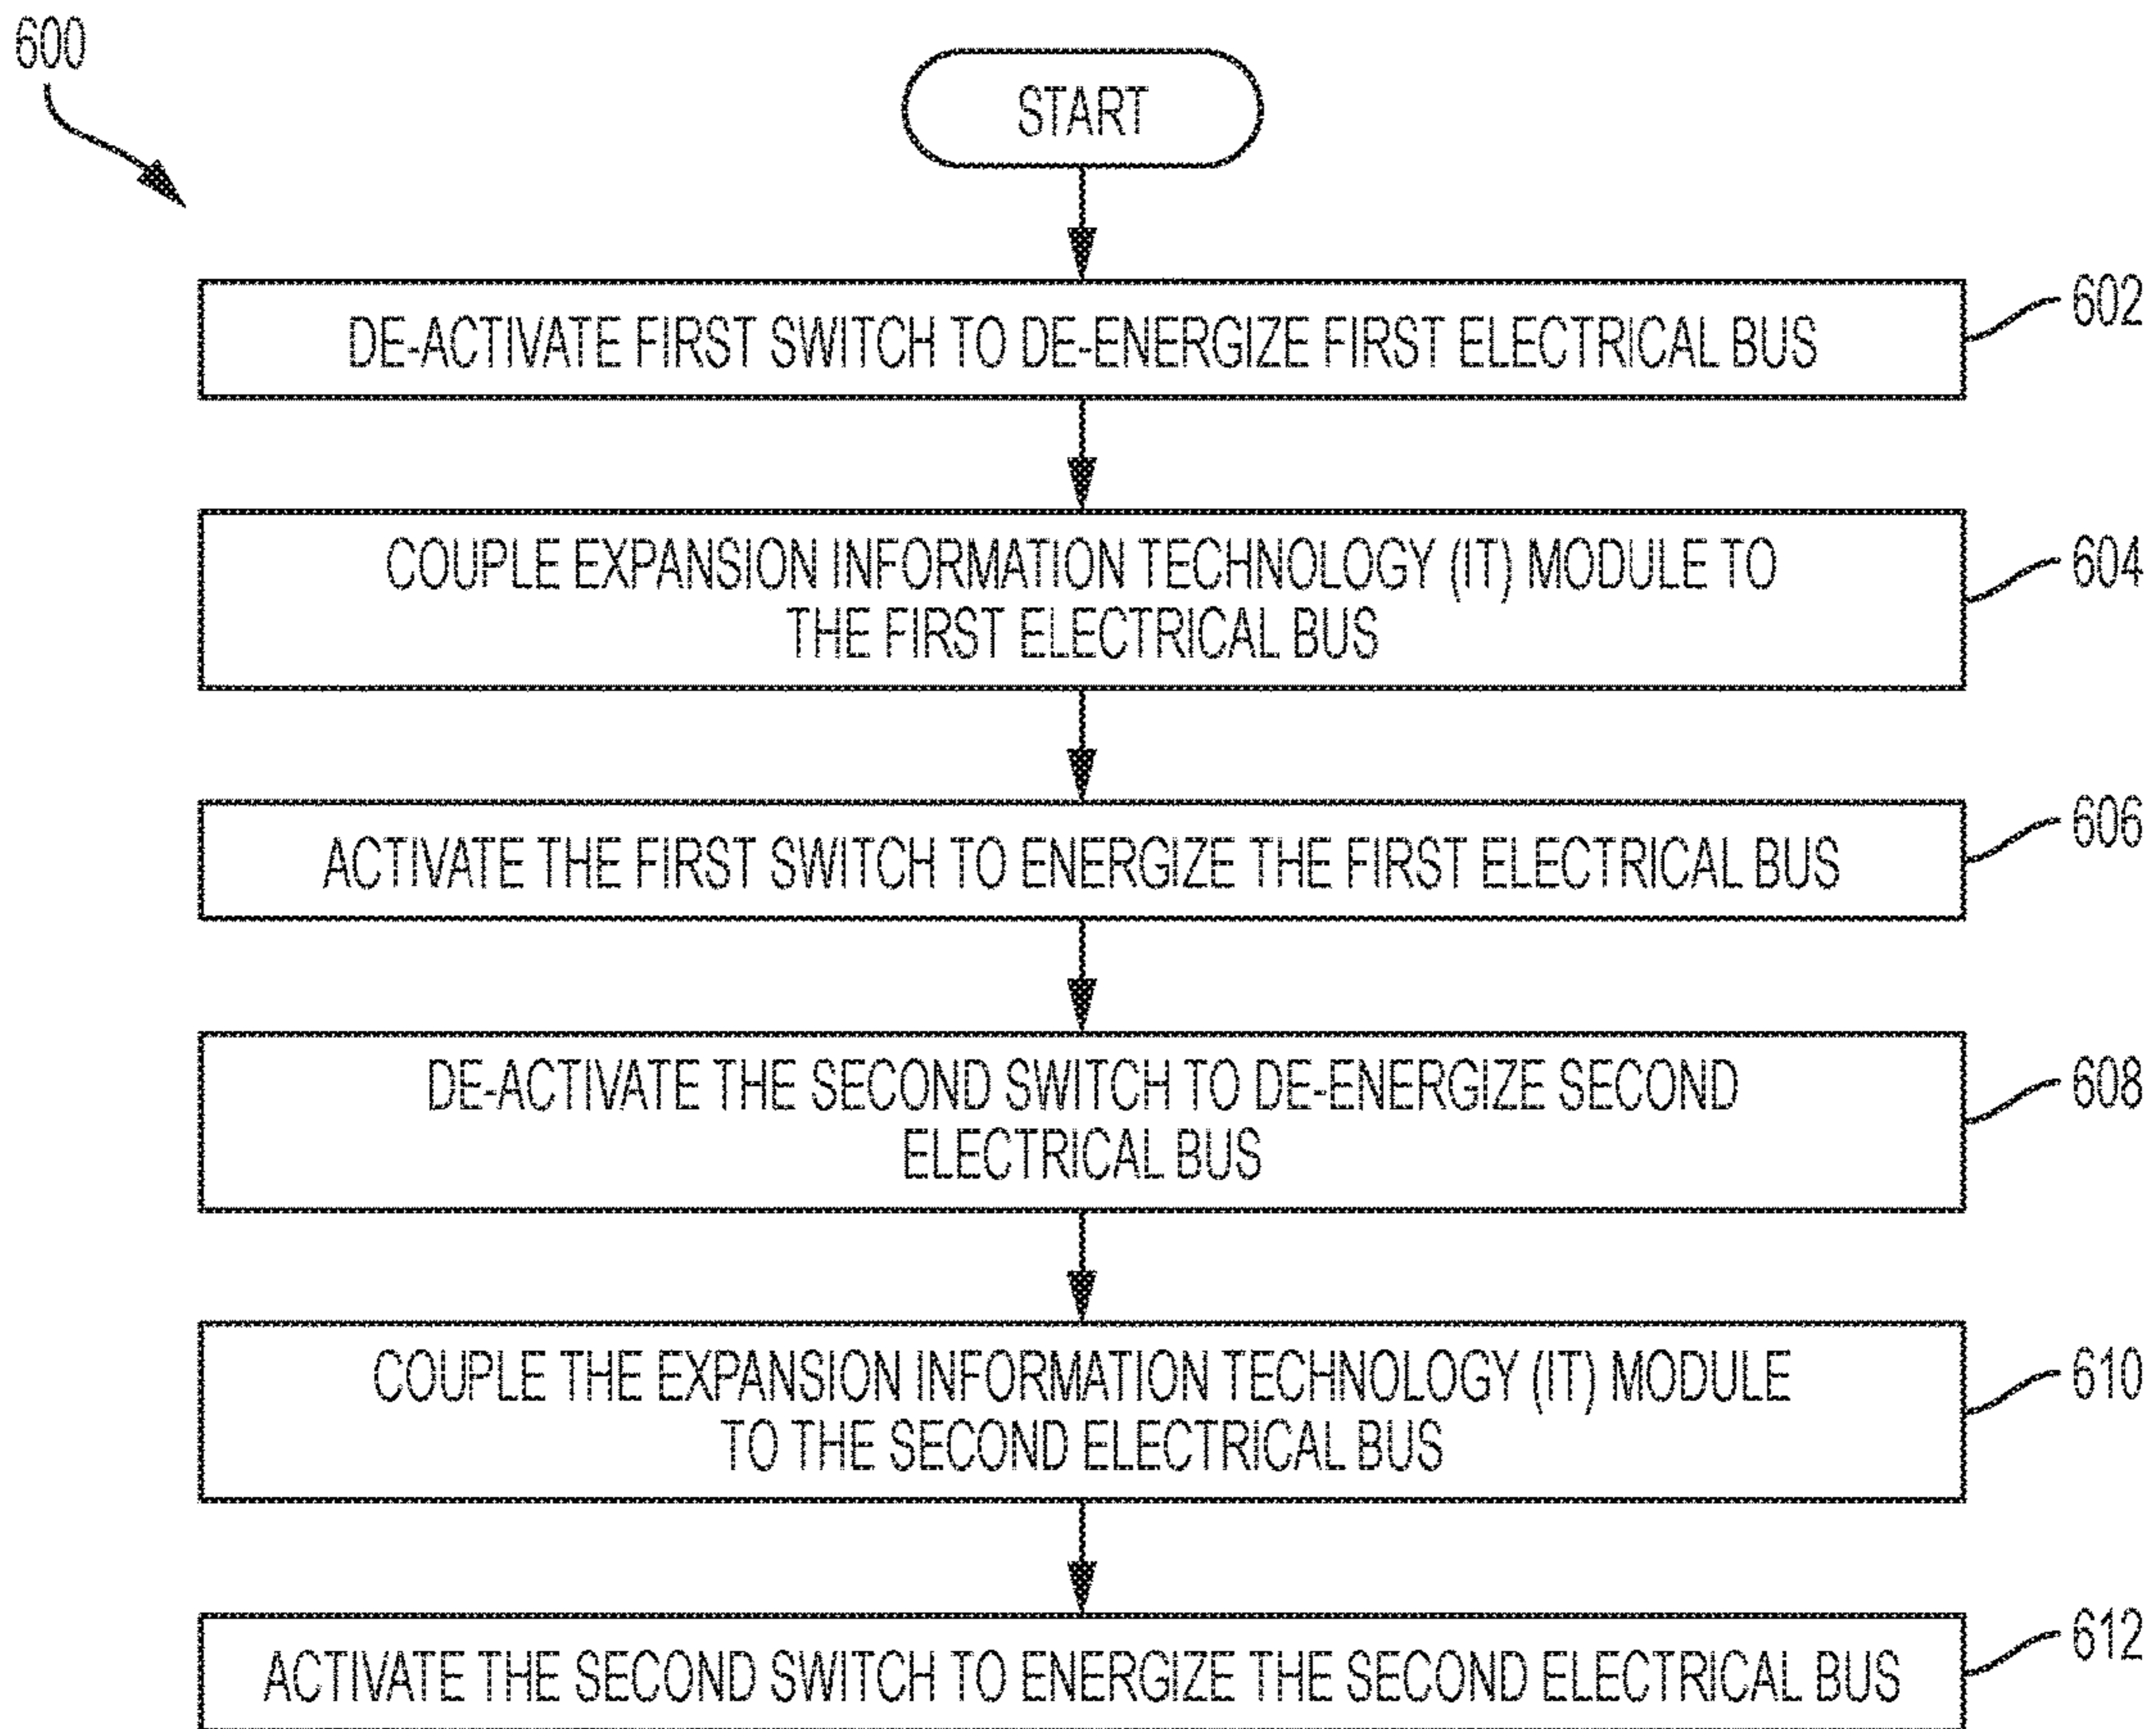 600
START
DE-ACTIVATE FIRST SWITCH TO DE-ENERGIZE FIRST ELECTRICAL BUS
602
COUPLE EXPANSION INFORMATION TECHNOLOGY (IT) MODULE TO
THE FIRST ELECTRICAL BUS
604
ACTIVATE THE FIRST SWITCH TO ENERGIZE THE FIRST ELECTRICAL BUS
606
DE-ACTIVATE THE SECOND SWITCH TO DE-ENERGIZE SECOND
ELECTRICAL BUS
608
COUPLE THE EXPANSION INFORMATION TECHNOLOGY (IT) MODULE
TO THE SECOND ELECTRICAL BUS
610
ACTIVATE THE SECOND SWITCH TO ENERGIZE THE SECOND ELECTRICAL BUS
612